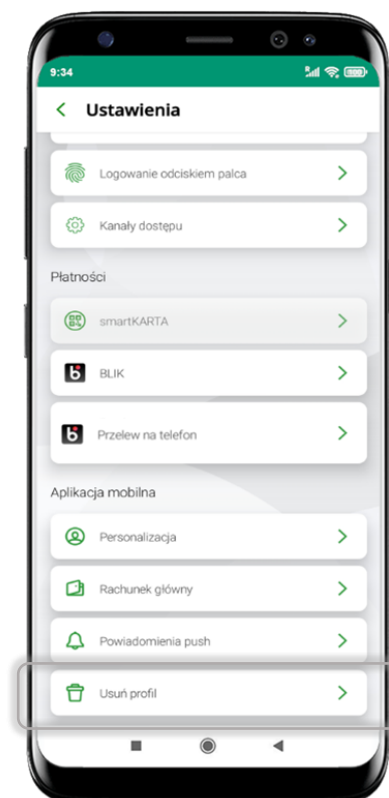 9:34
Ustawienia
Logowanie odciskiem palca
Kanały dostępu
Płatności
smartKARTA
BLIK
Przelew na telefon
Aplikacja mobilna
Personalizacja
Rachunek główny
Powiadomienia push
Usuń profil